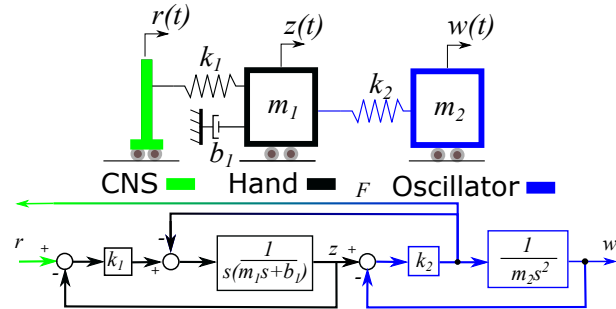 r(t) z(t) w(t)
k₁ k₂
m₁ m₂
b₁
CNS Hand Oscillator
F
r + - k₁ + - 1 / s(m₁s+b₁) z + - k₂ 1 / m₂s² w